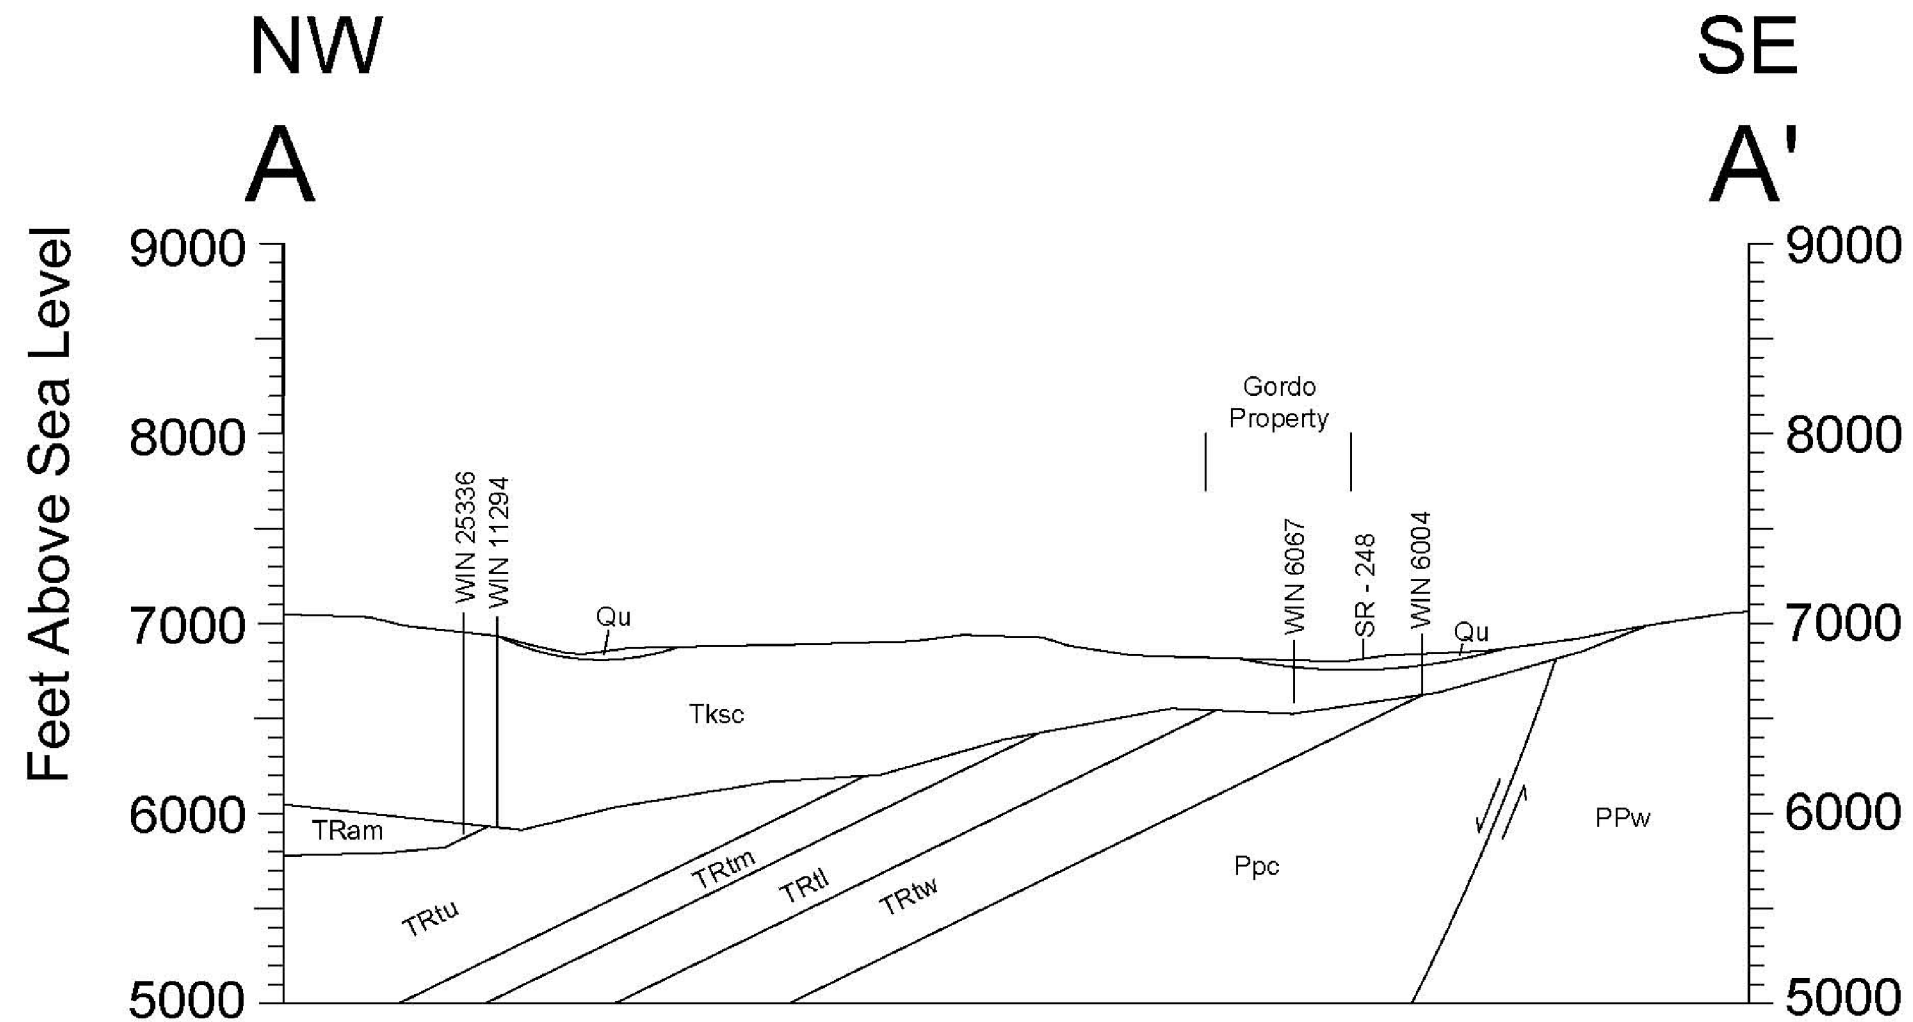 NW
SE
A
A'
Feet Above Sea Level
9000
9000
8000
8000
7000
7000
6000
6000
5000
5000
Gordo
Property
WIN 25336
WIN 11294
WIN 6067
SR - 248
WIN 6004
Qu
Qu
Tksc
TRam
TRtu
TRtm
TRtl
TRtw
Ppc
PPw